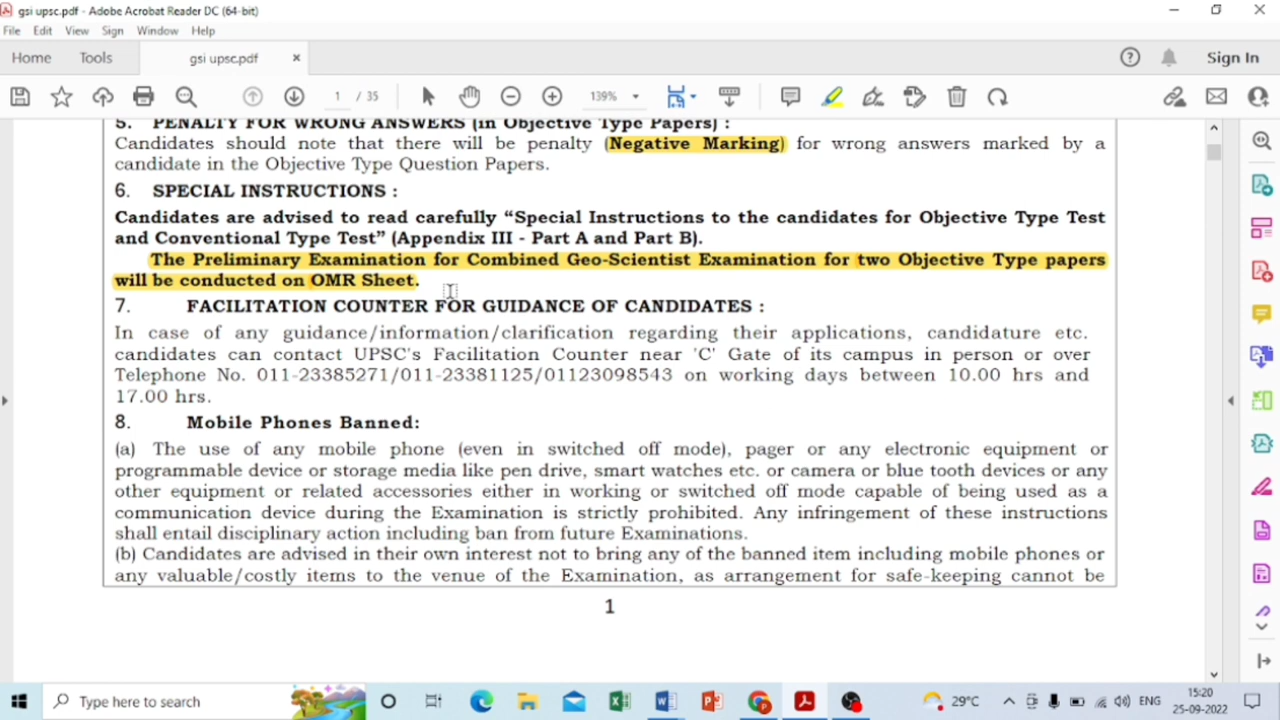 gsi upsc.pdf - Adobe Acrobat Reader DC (64-bit)
File Edit View Sign Window Help
Home Tools gsi upsc.pdf × Sign In
1 / 35 139%
5. PENALTY FOR WRONG ANSWERS (in Objective Type Papers) :
Candidates should note that there will be penalty (Negative Marking) for wrong answers marked by a
candidate in the Objective Type Question Papers.
6. SPECIAL INSTRUCTIONS :
Candidates are advised to read carefully “Special Instructions to the candidates for Objective Type Test
and Conventional Type Test” (Appendix III - Part A and Part B).
The Preliminary Examination for Combined Geo-Scientist Examination for two Objective Type papers
will be conducted on OMR Sheet.
7. FACILITATION COUNTER FOR GUIDANCE OF CANDIDATES :
In case of any guidance/information/clarification regarding their applications, candidature etc.
candidates can contact UPSC's Facilitation Counter near 'C' Gate of its campus in person or over
Telephone No. 011-23385271/011-23381125/01123098543 on working days between 10.00 hrs and
17.00 hrs.
8. Mobile Phones Banned:
(a) The use of any mobile phone (even in switched off mode), pager or any electronic equipment or
programmable device or storage media like pen drive, smart watches etc. or camera or blue tooth devices or any
other equipment or related accessories either in working or switched off mode capable of being used as a
communication device during the Examination is strictly prohibited. Any infringement of these instructions
shall entail disciplinary action including ban from future Examinations.
(b) Candidates are advised in their own interest not to bring any of the banned item including mobile phones or
any valuable/costly items to the venue of the Examination, as arrangement for safe-keeping cannot be
1
Type here to search 29°C ENG 15:20
25-09-2022